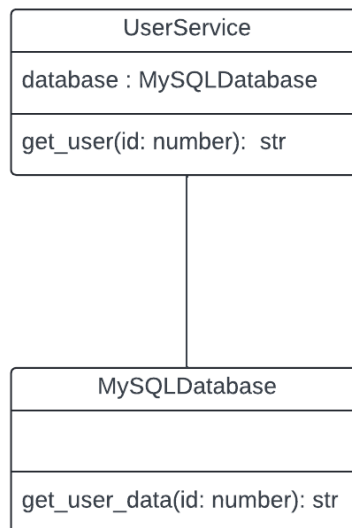 UserService
database : MySQLDatabase
get_user(id: number): str
MySQLDatabase
get_user_data(id: number): str